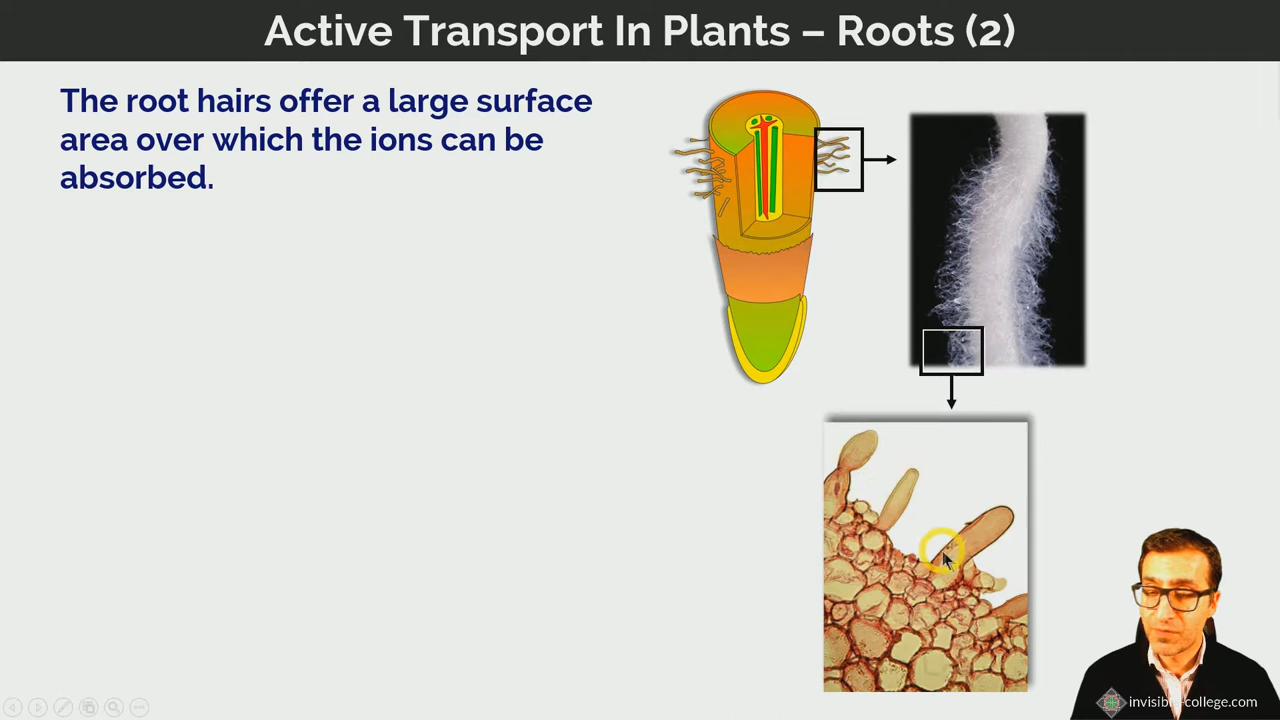 Active Transport In Plants – Roots (2)
The root hairs offer a large surface
area over which the ions can be
absorbed.
invisible-college.com